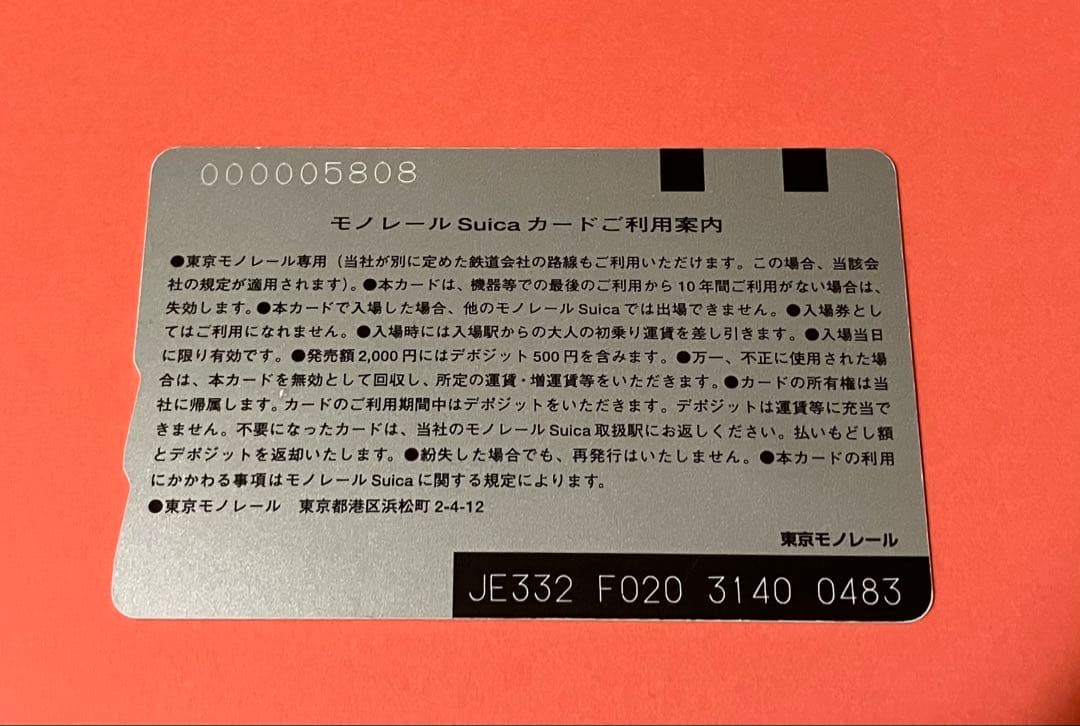 000005808
モノレール Suica カードご利用案内
●東京モノレール専用（当社が別に定めた鉄道会社の路線もご利用いただけます。この場合、当該会
社の規定が適用されます）。●本カードは、機器等での最後のご利用から10年間ご利用がない場合は、
失効します。●本カードで入場した場合、他のモノレールSuicaでは出場できません。●入場券とし
てはご利用になれません。●入場時には入場駅からの大人の初乗り運賃を差し引きます。●入場当日
に限り有効です。●発売額2,000円にはデポジット500円を含みます。●万一、不正に使用された場
合は、本カードを無効として回収し、所定の運賃・増運賃等をいただきます。●カードの所有権は当
社に帰属します。カードのご利用期間中はデポジットをいただきます。デポジットは運賃等に充当で
きません。不要になったカードは、当社のモノレールSuica取扱駅にお返しください。払いもどし額
とデポジットを返却いたします。●紛失した場合でも、再発行はいたしません。●本カードの利用
にかかわる事項はモノレールSuicaに関する規定によります。
●東京モノレール　東京都港区浜松町2-4-12
東京モノレール
JE332 F020 3140 0483